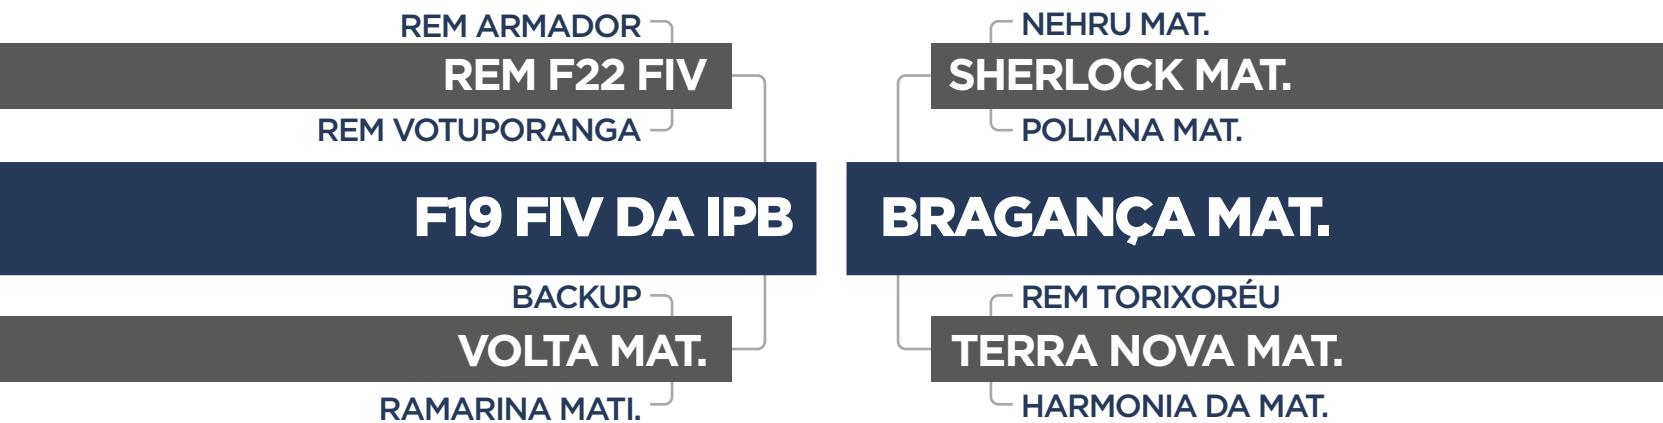 REM ARMADOR
REM F22 FIV
REM VOTUPORANGA
F19 FIV DA IPB
BACKUP
VOLTA MAT.
RAMARINA MATI.
NEHRU MAT.
SHERLOCK MAT.
POLIANA MAT.
BRAGANÇA MAT.
REM TORIXORÉU
TERRA NOVA MAT.
HARMONIA DA MAT.